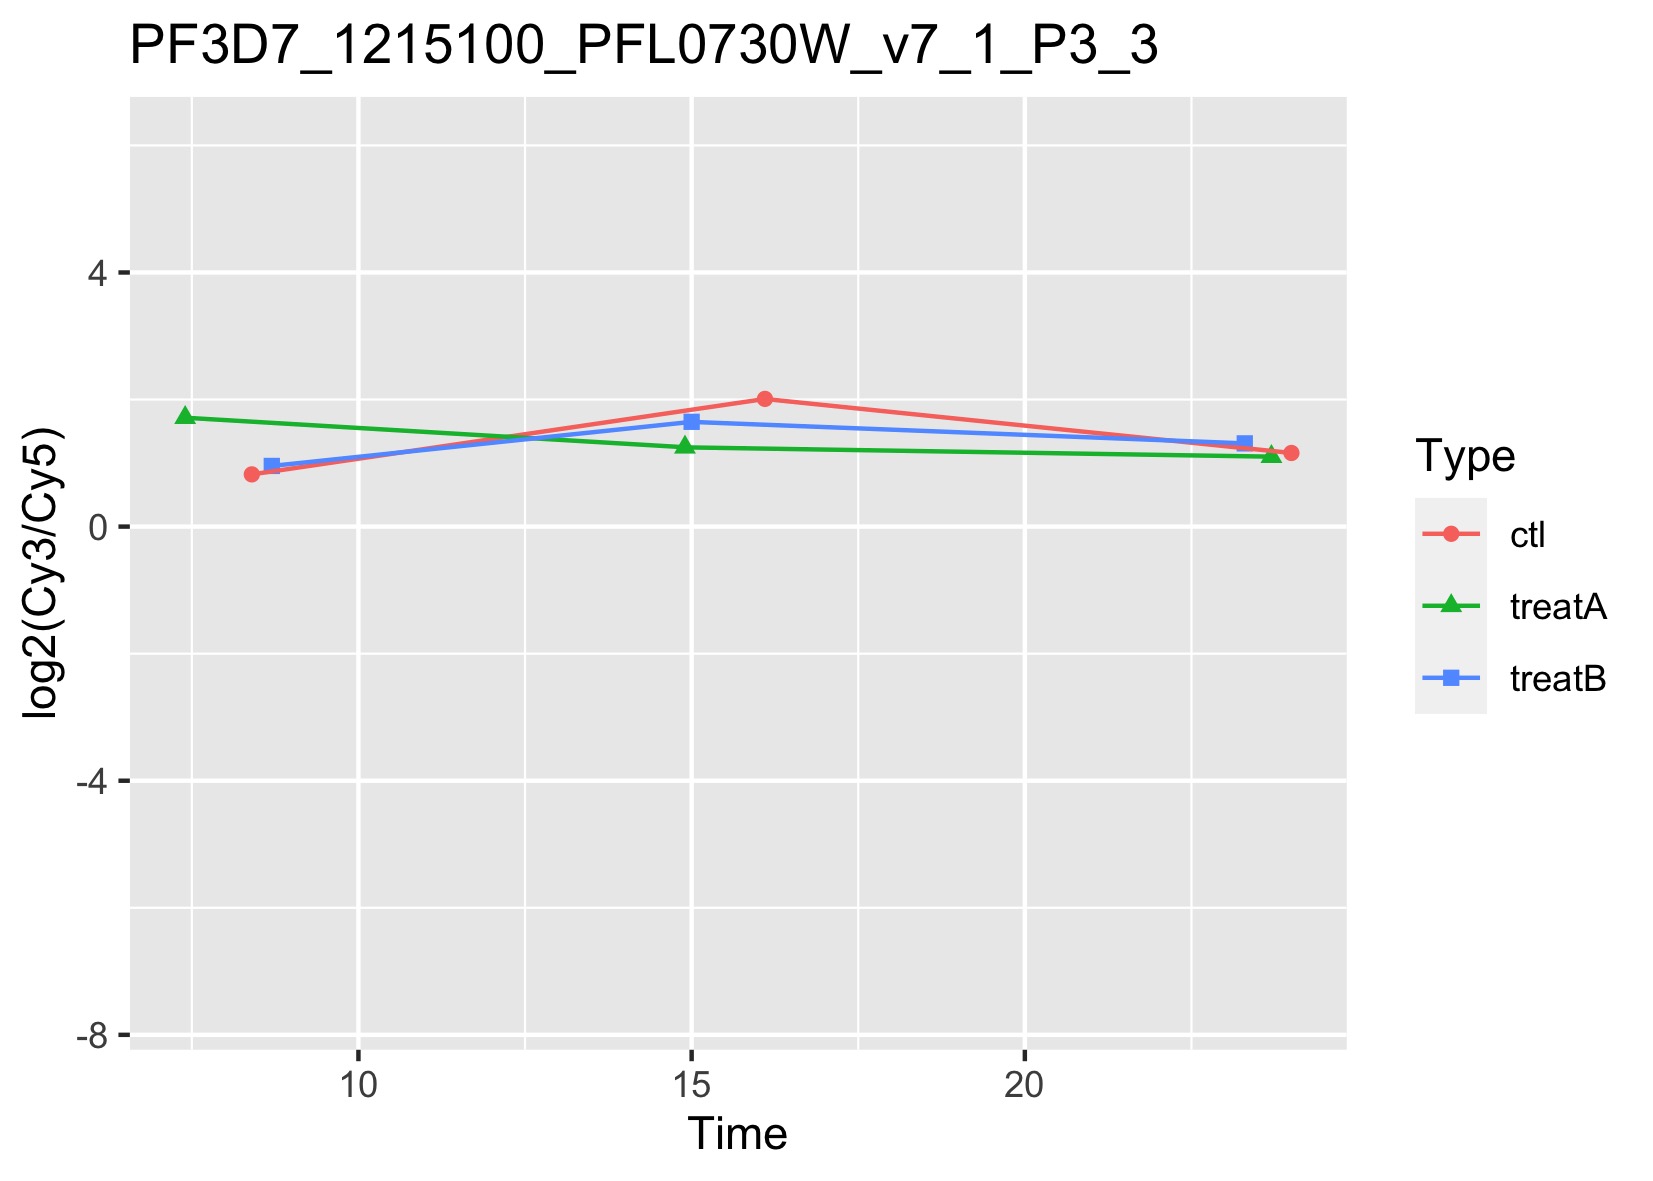 PF3D7_1215100_PFL0730W_v7_1_P3_3
log2(Cy3/Cy5)
4
0
-4
-8
10 15 20
Time
Type
ctl
treatA
treatB